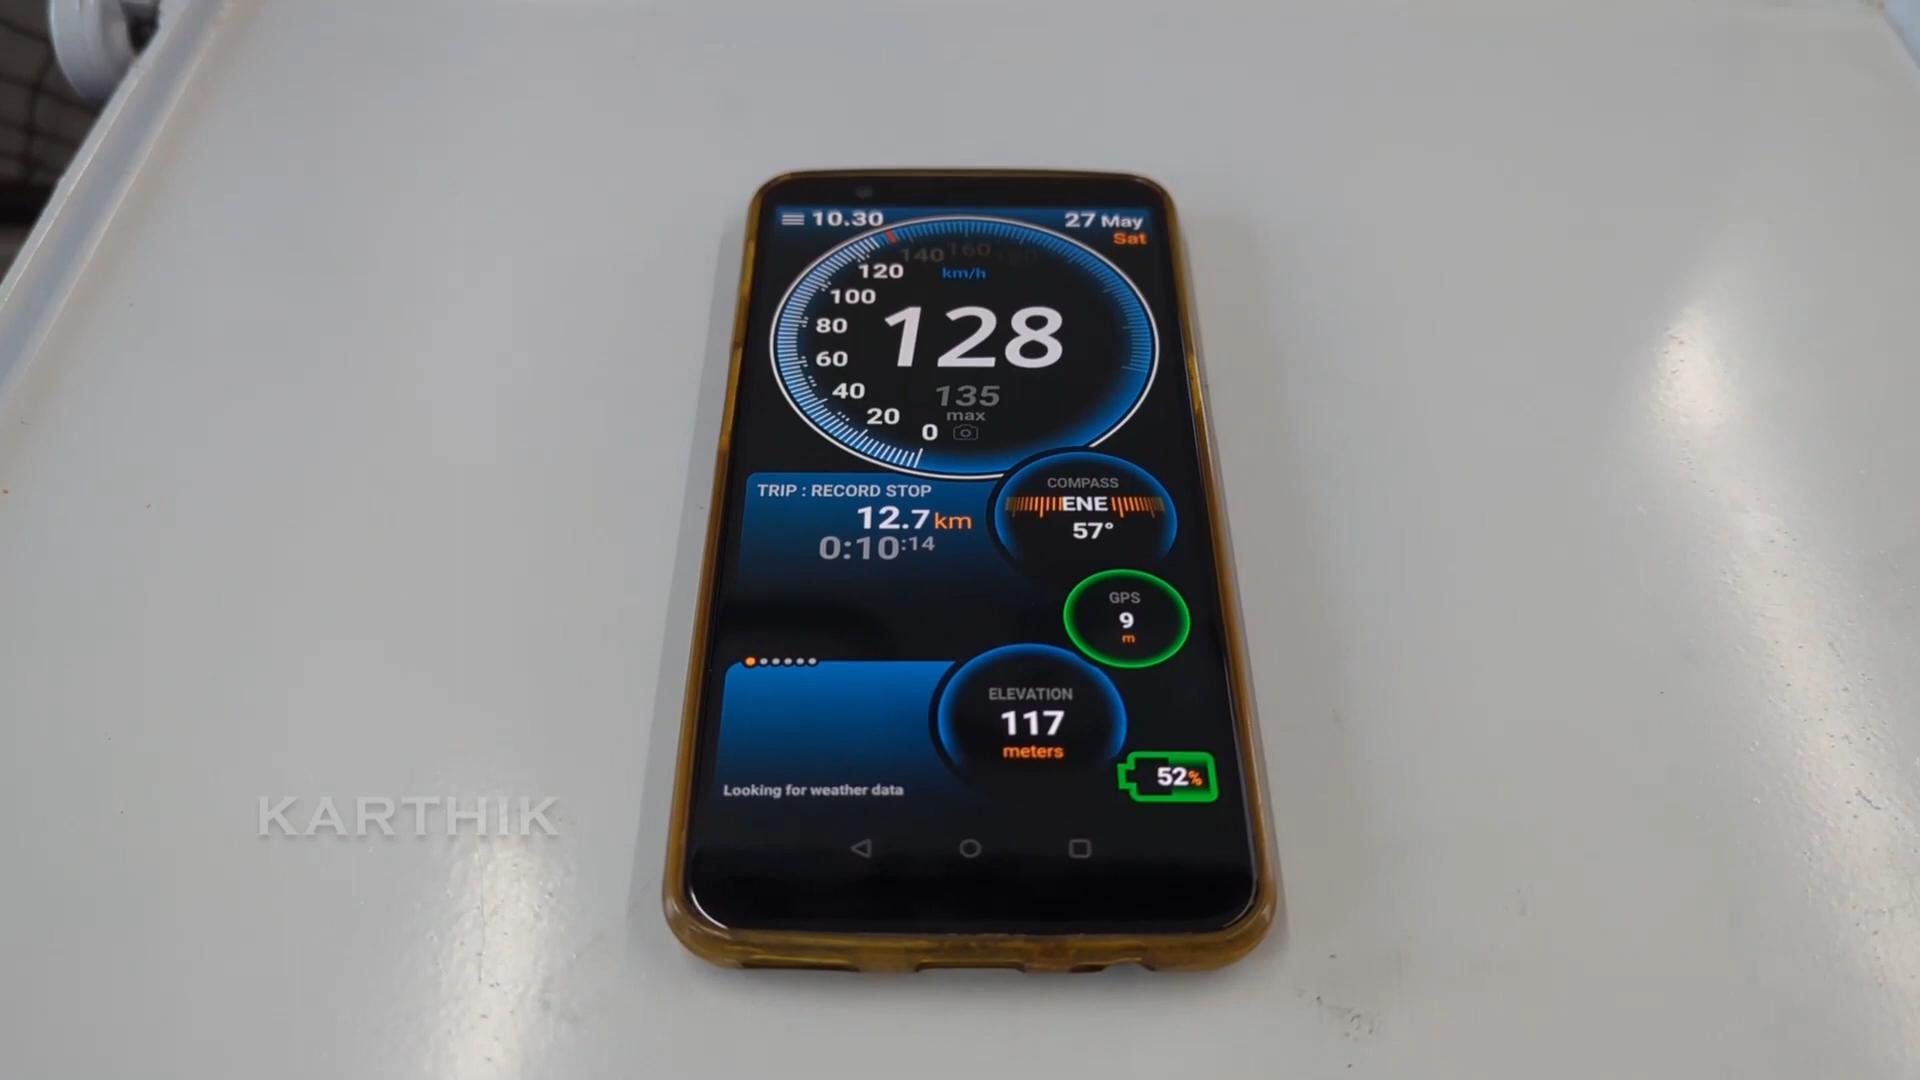 10.30
27 May
Sat
140 160 180
120
km/h
100
80
128
60
40
135
20
max
0
TRIP : RECORD STOP
12.7 km
0:10:14
COMPASS
ENE
57°
GPS
9
m
ELEVATION
117
meters
52%
Looking for weather data
KARTHIK